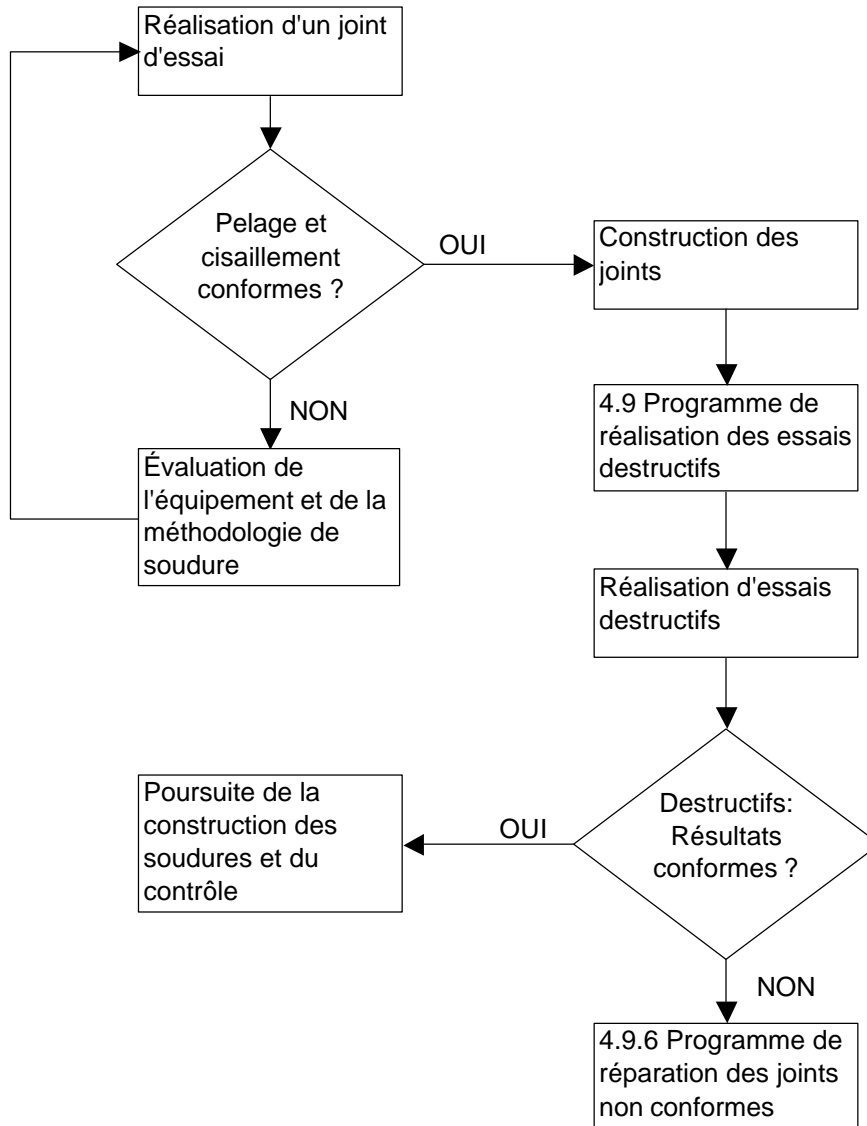 Réalisation d'un joint
d'essai
Pelage et
cisaillement
conformes ?
OUI
Construction des
joints
NON
4.9 Programme de
réalisation des essais
destructifs
Évaluation de
l'équipement et de la
méthodologie de
soudure
Réalisation d'essais
destructifs
Destructifs:
Résultats
conformes ?
OUI
Poursuite de la
construction des
soudures et du
contrôle
NON
4.9.6 Programme de
réparation des joints
non conformes